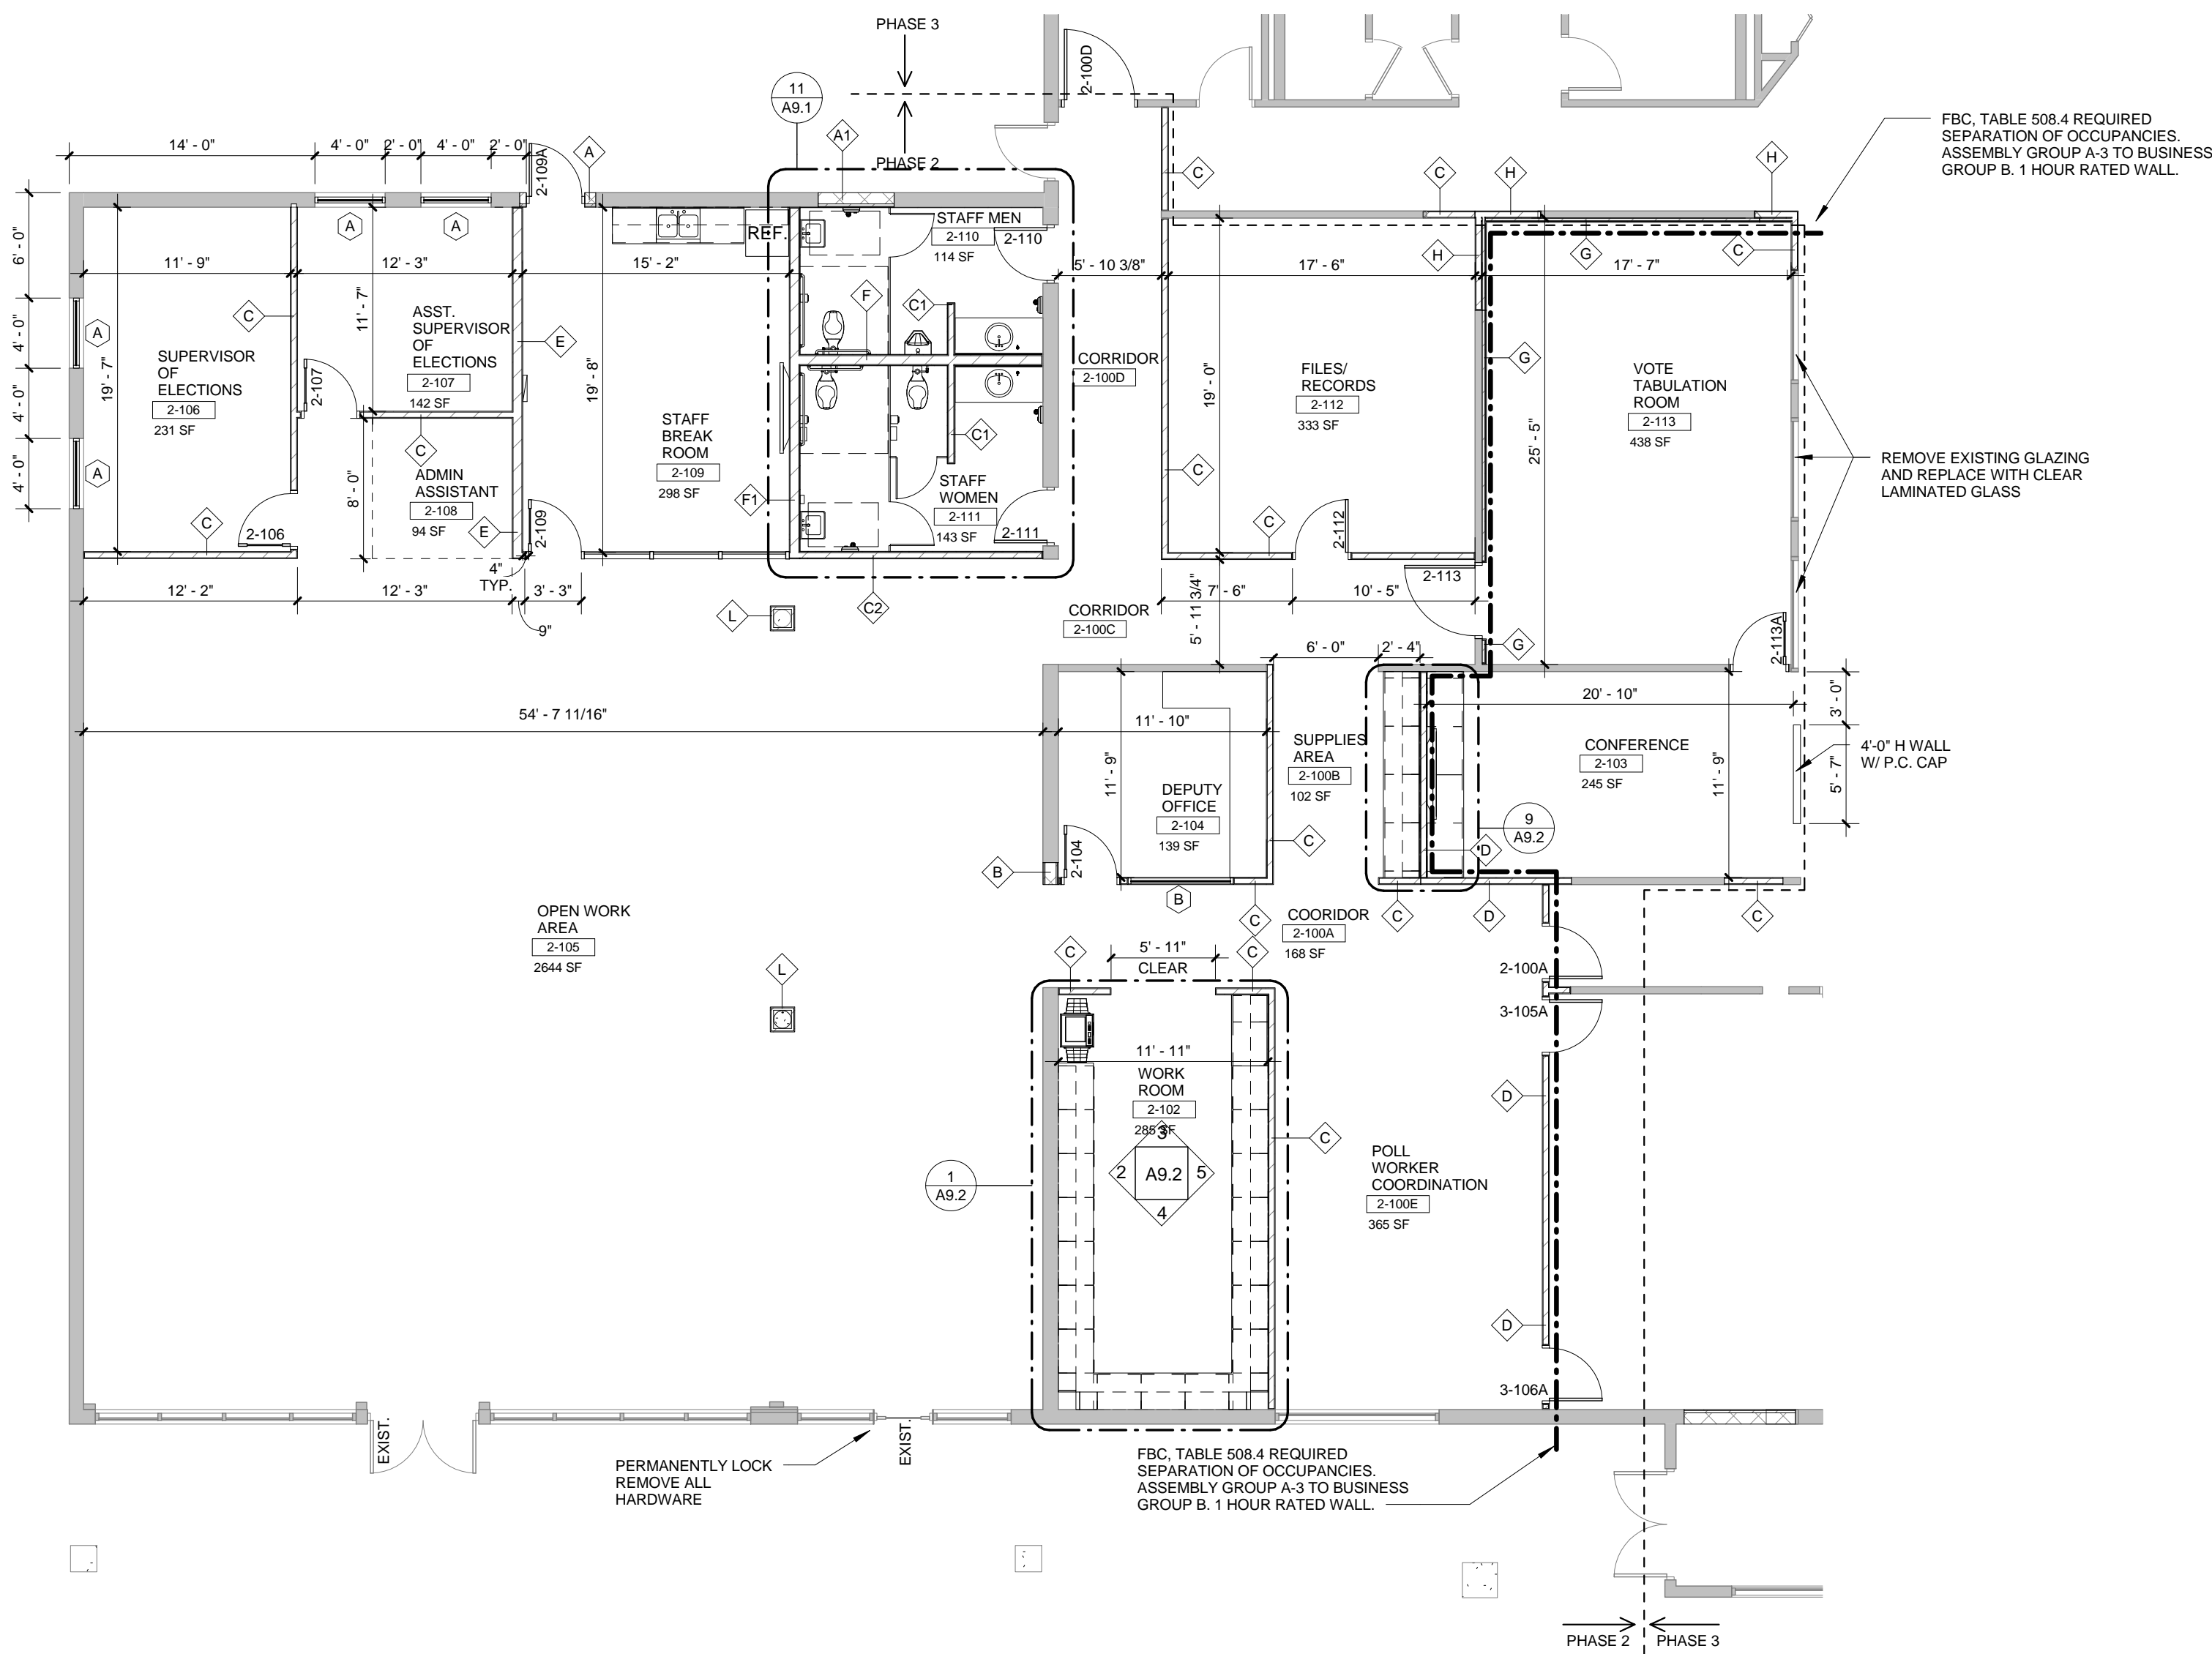 PHASE 3
PHASE 2
11
A9.1
A1
2-100D
FBC, TABLE 508.4 REQUIRED
SEPARATION OF OCCUPANCIES.
ASSEMBLY GROUP A-3 TO BUSINESS
GROUP B. 1 HOUR RATED WALL.
14' - 0"
4' - 0"
2' - 0"
4' - 0"
2' - 0"
2-109A
A
C
C
H
H
A
A
REF.
STAFF MEN
2-110
114 SF
2-110
H
G
C
6' - 0"
4' - 0"
4' - 0"
4' - 0"
11' - 9"
12' - 3"
15' - 2"
5' - 10 3/8"
17' - 6"
17' - 7"
A
A
19' - 7"
C
11' - 7"
ASST.
SUPERVISOR
OF
ELECTIONS
2-107
142 SF
E
F
C1
SUPERVISOR
OF
ELECTIONS
2-106
231 SF
2-107
19' - 8"
CORRIDOR
2-100D
19' - 0"
FILES/
RECORDS
2-112
333 SF
G
VOTE
TABULATION
ROOM
2-113
438 SF
25' - 5"
STAFF
BREAK
ROOM
2-109
298 SF
C1
C
C
REMOVE EXISTING GLAZING
AND REPLACE WITH CLEAR
LAMINATED GLASS
ADMIN
ASSISTANT
2-108
94 SF
8' - 0"
E
F1
STAFF
WOMEN
2-111
143 SF
2-111
C
2-106
2-109
C
2-112
4"
TYP.
12' - 2"
12' - 3"
3' - 3"
9"
C2
L
CORRIDOR
2-100C
5' - 11 3/4"
7' - 6"
10' - 5"
2-113
G
2-113A
6' - 0"
2' - 4"
20' - 10"
3' - 0"
54' - 7 11/16"
11' - 10"
11' - 9"
DEPUTY
OFFICE
2-104
139 SF
SUPPLIES
AREA
2-100B
102 SF
CONFERENCE
2-103
245 SF
11' - 9"
4'-0" H WALL
W/ P.C. CAP
5' - 7"
9
A9.2
D
C
B
2-104
B
C
C
D
C
OPEN WORK
AREA
2-105
2644 SF
COORIDOR
2-100A
168 SF
C
5' - 11"
CLEAR
C
L
2-100A
3-105A
11' - 11"
WORK
ROOM
2-102
285 SF
3
2
A9.2
5
4
C
D
POLL
WORKER
COORDINATION
2-100E
365 SF
1
A9.2
D
3-106A
EXIST.
EXIST.
PERMANENTLY LOCK
REMOVE ALL
HARDWARE
FBC, TABLE 508.4 REQUIRED
SEPARATION OF OCCUPANCIES.
ASSEMBLY GROUP A-3 TO BUSINESS
GROUP B. 1 HOUR RATED WALL.
PHASE 2
PHASE 3